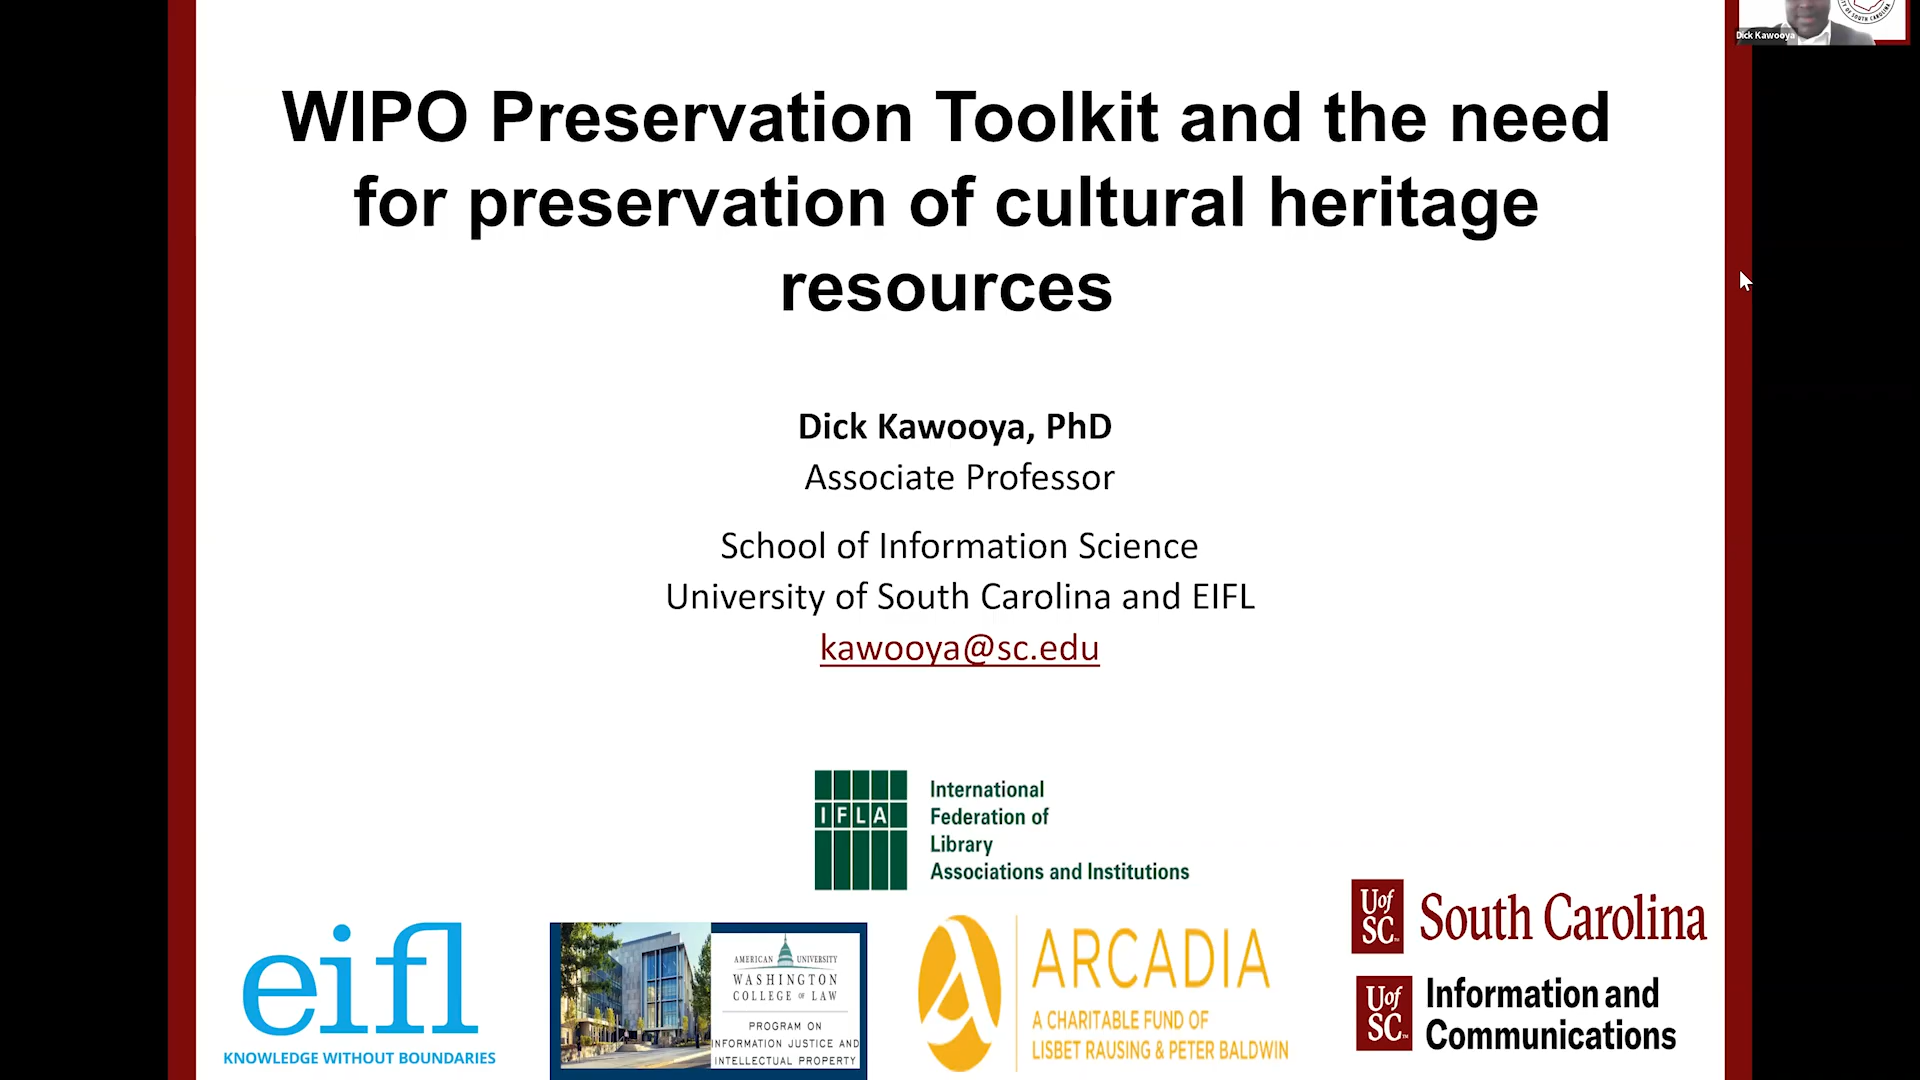 Dick Kawooya
WIPO Preservation Toolkit and the need
for preservation of cultural heritage
resources
Dick Kawooya, PhD
Associate Professor
School of Information Science
University of South Carolina and EIFL
kawooya@sc.edu
IFLA
International
Federation of
Library
Associations and Institutions
eifl
KNOWLEDGE WITHOUT BOUNDARIES
AMERICAN UNIVERSITY
WASHINGTON
COLLEGE OF LAW
PROGRAM ON
INFORMATION JUSTICE AND
INTELLECTUAL PROPERTY
ARCADIA
A CHARITABLE FUND OF
LISBET RAUSING & PETER BALDWIN
UofSC™ South Carolina
UofSC™ Information and
Communications